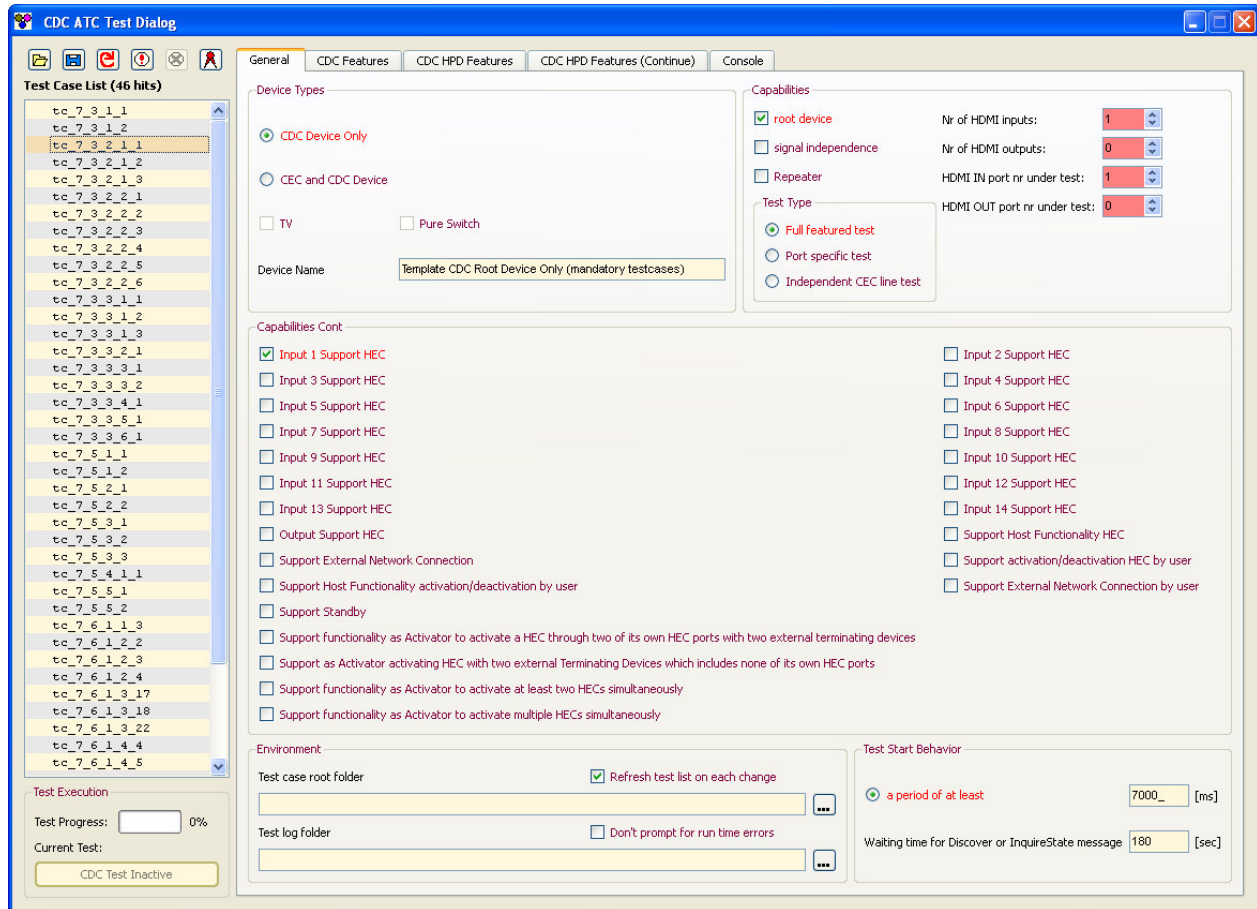 CDC ATC Test Dialog
General
CDC Features
CDC HPD Features
CDC HPD Features (Continue)
Console
Test Case List (46 hits)
tc_7_3_1_1
tc_7_3_1_2
tc_7_3_2_1_1
tc_7_3_2_1_2
tc_7_3_2_1_3
tc_7_3_2_2_1
tc_7_3_2_2_2
tc_7_3_2_2_3
tc_7_3_2_2_4
tc_7_3_2_2_5
tc_7_3_2_2_6
tc_7_3_3_1_1
tc_7_3_3_1_2
tc_7_3_3_1_3
tc_7_3_3_2_1
tc_7_3_3_3_1
tc_7_3_3_3_2
tc_7_3_3_4_1
tc_7_3_3_5_1
tc_7_3_3_6_1
tc_7_5_1_1
tc_7_5_1_2
tc_7_5_2_1
tc_7_5_2_2
tc_7_5_3_1
tc_7_5_3_2
tc_7_5_3_3
tc_7_5_4_1_1
tc_7_5_5_1
tc_7_5_5_2
tc_7_6_1_1_3
tc_7_6_1_2_2
tc_7_6_1_2_3
tc_7_6_1_2_4
tc_7_6_1_3_17
tc_7_6_1_3_18
tc_7_6_1_3_22
tc_7_6_1_4_4
tc_7_6_1_4_5
Test Execution
Test Progress: 0%
Current Test:
CDC Test Inactive
Device Types
CDC Device Only
CEC and CDC Device
TV Pure Switch
Device Name Template CDC Root Device Only (mandatory testcases)
Capabilities
root device Nr of HDMI inputs: 1
signal independence Nr of HDMI outputs: 0
Repeater HDMI IN port nr under test: 1
Test Type HDMI OUT port nr under test: 0
Full featured test
Port specific test
Independent CEC line test
Capabilities Cont
Input 1 Support HEC Input 2 Support HEC
Input 3 Support HEC Input 4 Support HEC
Input 5 Support HEC Input 6 Support HEC
Input 7 Support HEC Input 8 Support HEC
Input 9 Support HEC Input 10 Support HEC
Input 11 Support HEC Input 12 Support HEC
Input 13 Support HEC Input 14 Support HEC
Output Support HEC Support Host Functionality HEC
Support External Network Connection Support activation/deactivation HEC by user
Support Host Functionality activation/deactivation by user Support External Network Connection by user
Support Standby
Support functionality as Activator to activate a HEC through two of its own HEC ports with two external terminating devices
Support as Activator activating HEC with two external Terminating Devices which includes none of its own HEC ports
Support functionality as Activator to activate at least two HECs simultaneously
Support functionality as Activator to activate multiple HECs simultaneously
Environment
Test case root folder Refresh test list on each change
...
Test log folder Don't prompt for run time errors
...
Test Start Behavior
a period of at least 7000_ [ms]
Waiting time for Discover or InquireState message 180 [sec]